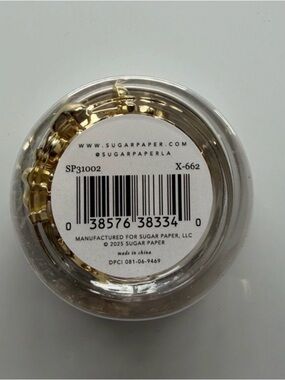 WWW.SUGARPAPER.COM
@SUGARPAPERLA
SP31002 X-662
0 38576 38334 0
MANUFACTURED FOR SUGAR PAPER, LLC
© 2025 SUGAR PAPER
made in china
DPCI 081-06-9469